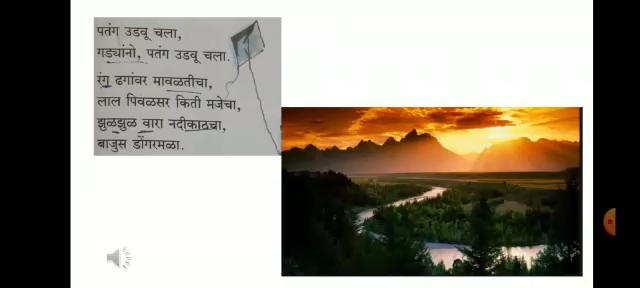 पतंग उडवू चला,
गड्यांनो, पतंग उडवू चला.
रंग ढगांवर मावळतीचा,
लाल पिवळसर किती मजेचा,
झुळझुळ वारा नदीकाठचा,
बाजुस डोंगरमळा.